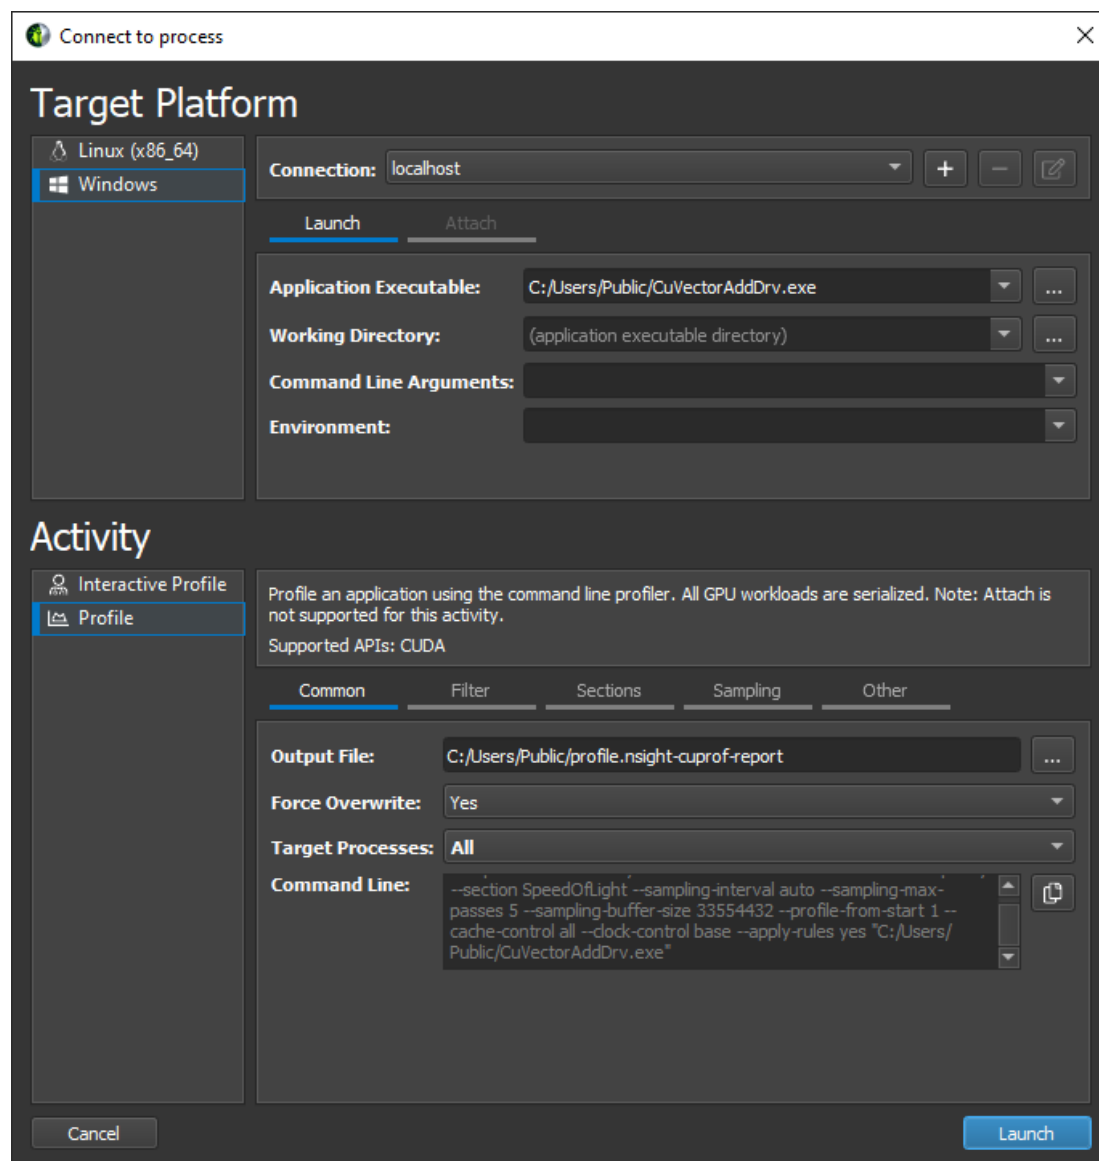 Connect to process
Target Platform
Linux (x86_64)
Windows
Connection: localhost
Launch Attach
Application Executable: C:/Users/Public/CuVectorAddDrv.exe ...
Working Directory: (application executable directory) ...
Command Line Arguments:
Environment:
Activity
Interactive Profile
Profile
Profile an application using the command line profiler. All GPU workloads are serialized. Note: Attach is
not supported for this activity.
Supported APIs: CUDA
Common Filter Sections Sampling Other
Output File: C:/Users/Public/profile.nsight-cuprof-report ...
Force Overwrite: Yes
Target Processes: All
Command Line:
--section SpeedOfLight --sampling-interval auto --sampling-max-
passes 5 --sampling-buffer-size 33554432 --profile-from-start 1 --
cache-control all --clock-control base --apply-rules yes "C:/Users/
Public/CuVectorAddDrv.exe"
Cancel Launch